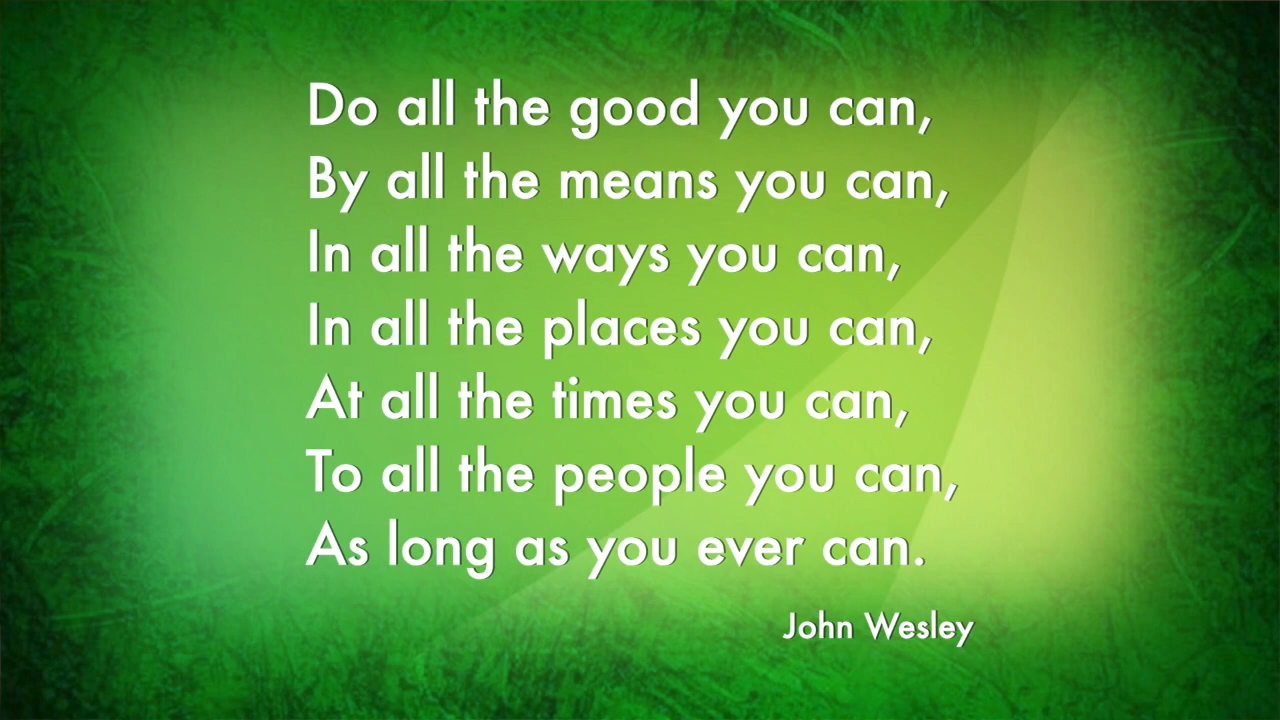 Do all the good you can,
By all the means you can,
In all the ways you can,
In all the places you can,
At all the times you can,
To all the people you can,
As long as you ever can.
John Wesley